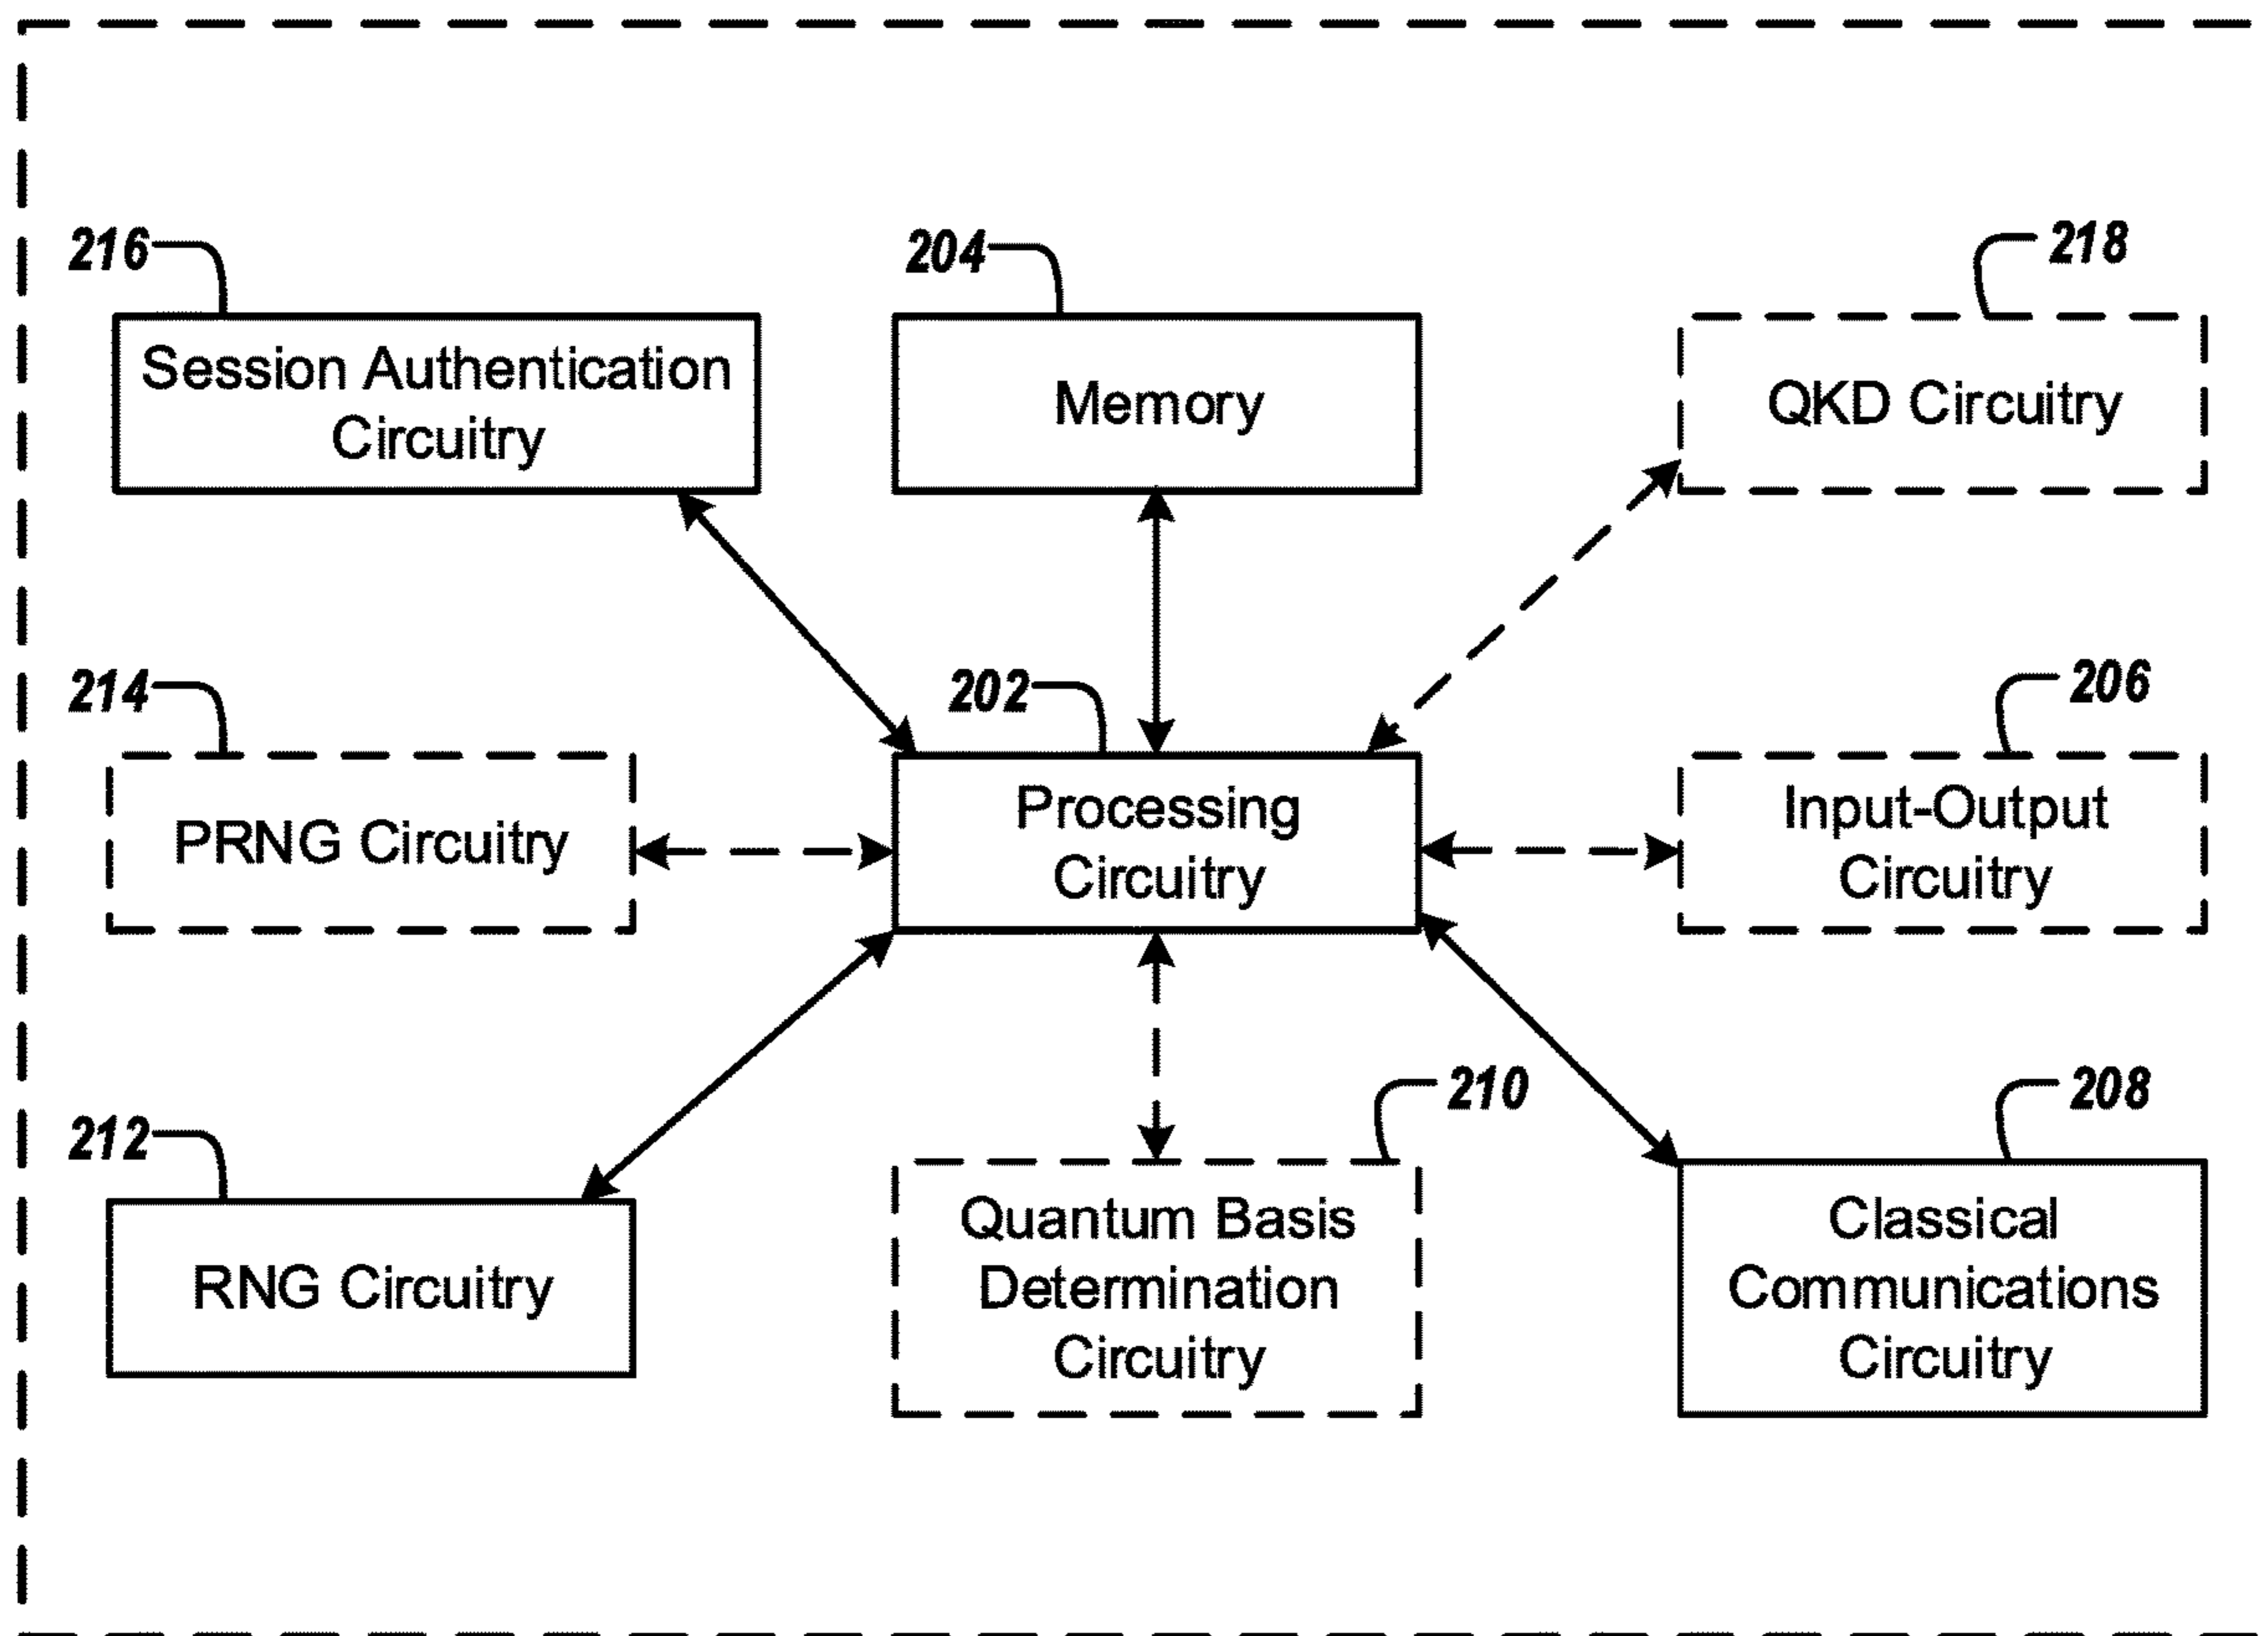 216
204
218
Session Authentication
Circuitry
Memory
QKD Circuitry
214
202
206
PRNG Circuitry
Processing
Circuitry
Input-Output
Circuitry
212
210
208
RNG Circuitry
Quantum Basis
Determination
Circuitry
Classical
Communications
Circuitry